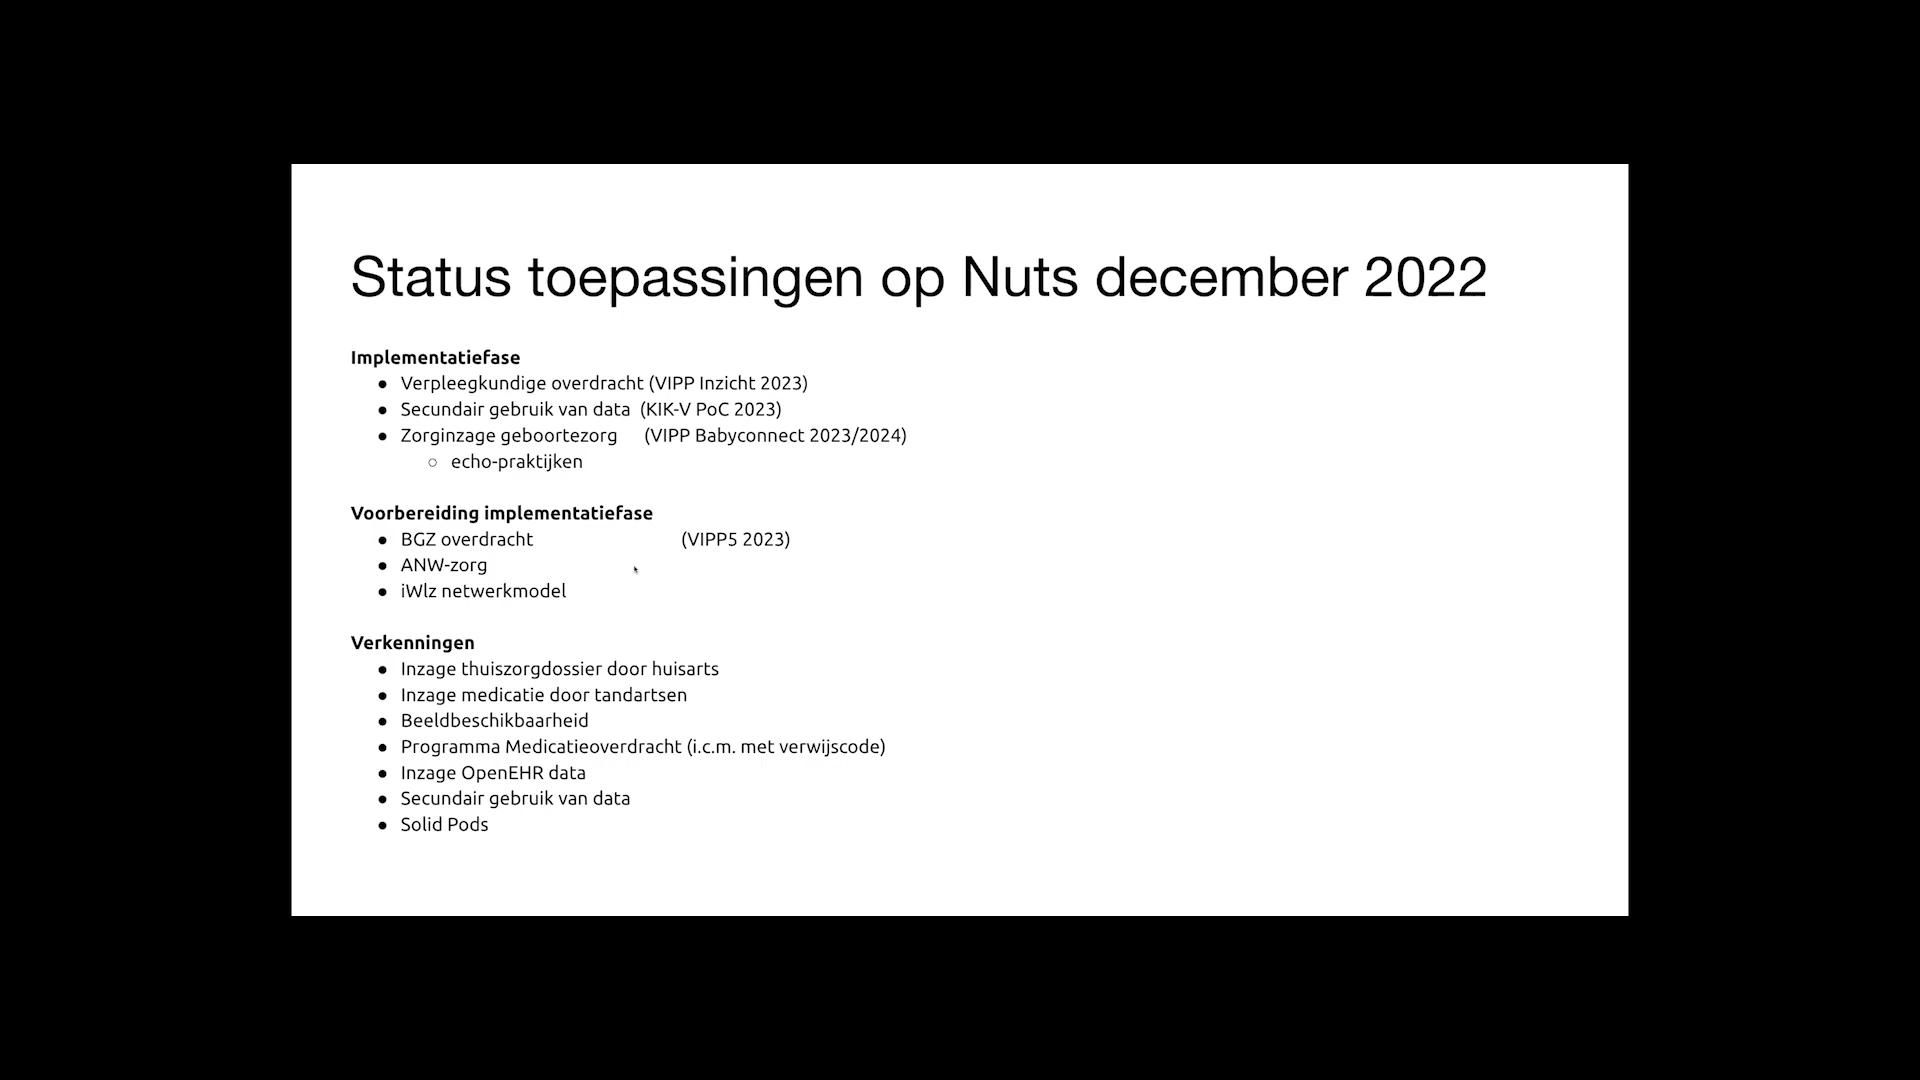 Status toepassingen op Nuts december 2022
Implementatiefase
● Verpleegkundige overdracht (VIPP Inzicht 2023)
● Secundair gebruik van data (KIK-V PoC 2023)
● Zorginzage geboortezorg (VIPP Babyconnect 2023/2024)
○ echo-praktijken
Voorbereiding implementatiefase
● BGZ overdracht (VIPP5 2023)
● ANW-zorg
● iWlz netwerkmodel
Verkenningen
● Inzage thuiszorgdossier door huisarts
● Inzage medicatie door tandartsen
● Beeldbeschikbaarheid
● Programma Medicatieoverdracht (i.c.m. met verwijscode)
● Inzage OpenEHR data
● Secundair gebruik van data
● Solid Pods